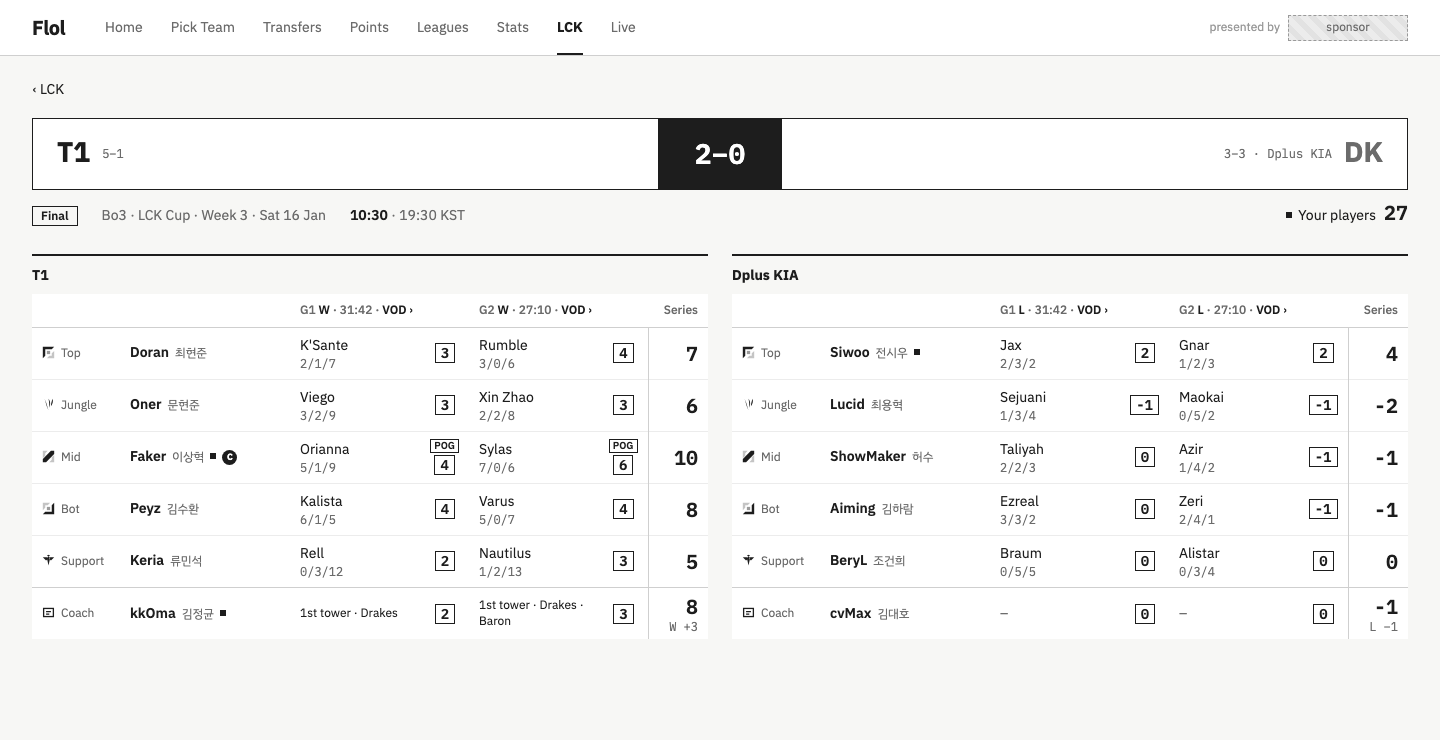 Flol Home Pick Team Transfers Points Leagues Stats LCK Live presented by sponsor
‹ LCK
T1 5–1 2–0 3–3 · Dplus KIA DK
Final Bo3 · LCK Cup · Week 3 · Sat 16 Jan 10:30 · 19:30 KST Your players 27
T1
G1 W · 31:42 · VOD › G2 W · 27:10 · VOD › Series
Top Doran 최현준 K'Sante 2/1/7 3 Rumble 3/0/6 4 7
Jungle Oner 문현준 Viego 3/2/9 3 Xin Zhao 2/2/8 3 6
Mid Faker 이상혁 C Orianna 5/1/9 POG 4 Sylas 7/0/6 POG 6 10
Bot Peyz 김수환 Kalista 6/1/5 4 Varus 5/0/7 4 8
Support Keria 류민석 Rell 0/3/12 2 Nautilus 1/2/13 3 5
Coach kkOma 김정균 1st tower · Drakes 2 1st tower · Drakes · Baron 3 8 W +3
Dplus KIA
G1 L · 31:42 · VOD › G2 L · 27:10 · VOD › Series
Top Siwoo 전시우 Jax 2/3/2 2 Gnar 1/2/3 2 4
Jungle Lucid 최용혁 Sejuani 1/3/4 -1 Maokai 0/5/2 -1 -2
Mid ShowMaker 허수 Taliyah 2/2/3 0 Azir 1/4/2 -1 -1
Bot Aiming 김하람 Ezreal 3/3/2 0 Zeri 2/4/1 -1 -1
Support BeryL 조건희 Braum 0/5/5 0 Alistar 0/3/4 0 0
Coach cvMax 김대호 – 0 – 0 -1 L −1